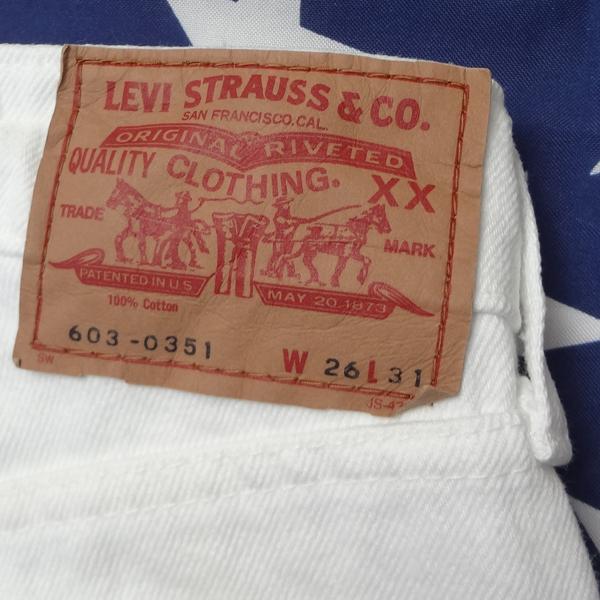 LEVI STRAUSS & CO.
SAN FRANCISCO, CAL.
ORIGINAL RIVETED
QUALITY CLOTHING. XX
TRADE MARK
PATENTED IN U.S. MAY 20 1873
100% Cotton
603-0351 W 26 L 31
SW